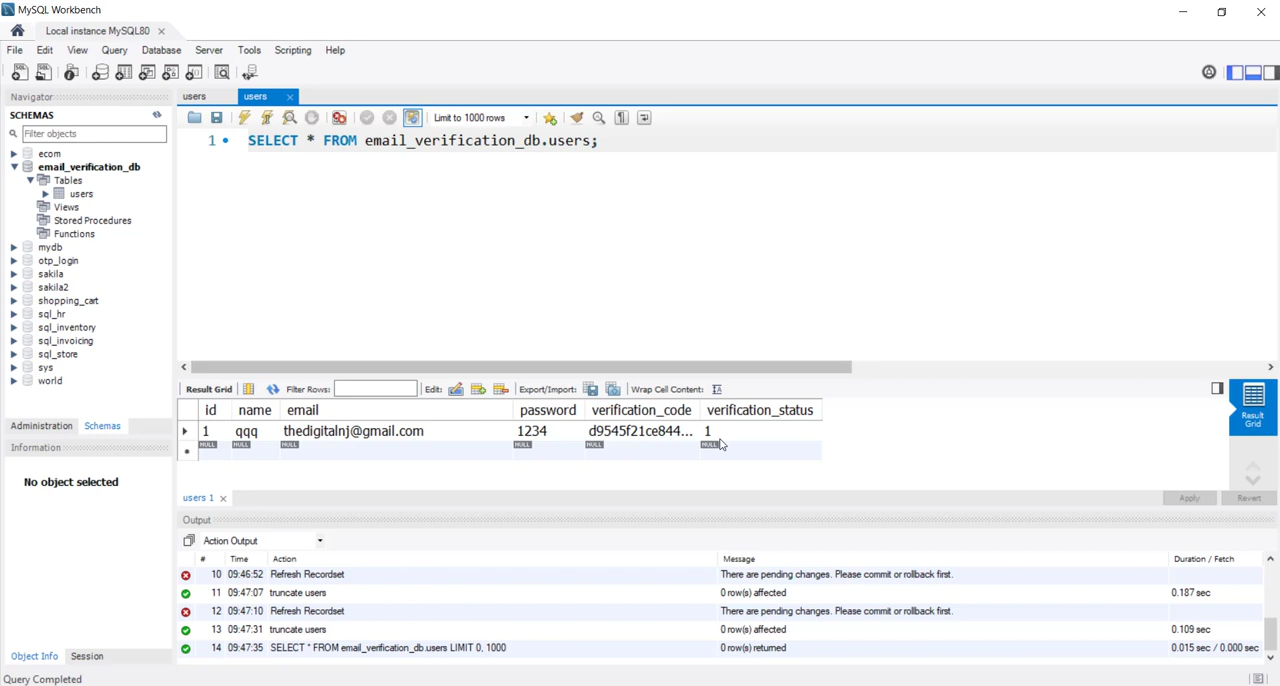 MySQL Workbench
Local instance MySQL80
File Edit View Query Database Server Tools Scripting Help
Navigator
SCHEMAS
Filter objects
ecom
email_verification_db
Tables
users
Views
Stored Procedures
Functions
mydb
otp_login
sakila
sakila2
shopping_cart
sql_hr
sql_inventory
sql_invoicing
sql_store
sys
world
Administration Schemas
Information
No object selected
Object Info Session
users users
Limit to 1000 rows
1 SELECT * FROM email_verification_db.users;
Result Grid Filter Rows: Edit: Export/Import: Wrap Cell Content:
id name email password verification_code verification_status
1 qqq thedigitalnj@gmail.com 1234 d9545f21ce844... 1
NULL NULL NULL NULL NULL NULL
Result Grid
users 1
Apply Revert
Output
Action Output
# Time Action Message Duration / Fetch
10 09:46:52 Refresh Recordset There are pending changes. Please commit or rollback first.
11 09:47:07 truncate users 0 row(s) affected 0.187 sec
12 09:47:10 Refresh Recordset There are pending changes. Please commit or rollback first.
13 09:47:31 truncate users 0 row(s) affected 0.109 sec
14 09:47:35 SELECT * FROM email_verification_db.users LIMIT 0, 1000 0 row(s) returned 0.015 sec / 0.000 sec
Query Completed